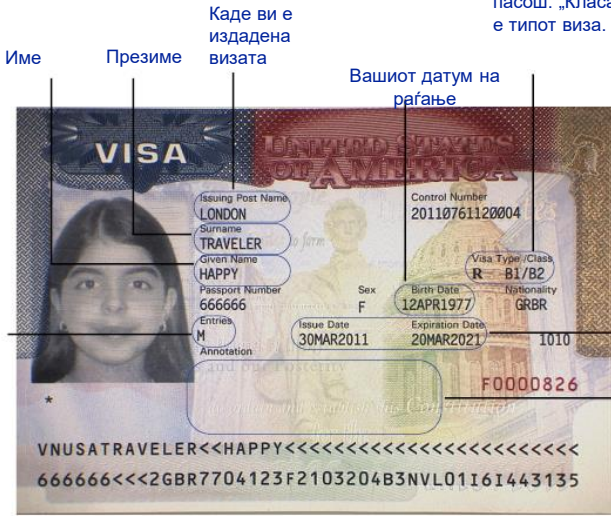 пасош. „Класа
е типот виза.
Каде ви е
издадена
визата
Име
Презиме
Вашиот датум на
раѓање
VISA
UNITED STATES
OF AMERICA
Issuing Post Name
LONDON
Control Number
20110761120004
Surname
TRAVELER
Given Name
HAPPY
Visa Type /Class
R B1/B2
Passport Number
666666
Sex
F
Birth Date
12APR1977
Nationality
GRBR
Entries
M
Issue Date
30MAR2011
Expiration Date
20MAR2021
1010
Annotation
F0000826
*
VNUSATRAVELER<<HAPPY<<<<<<<<<<<<<<<<<<<<<<<<
666666<<<2GBR7704123F2103204B3NVL01I6I443135